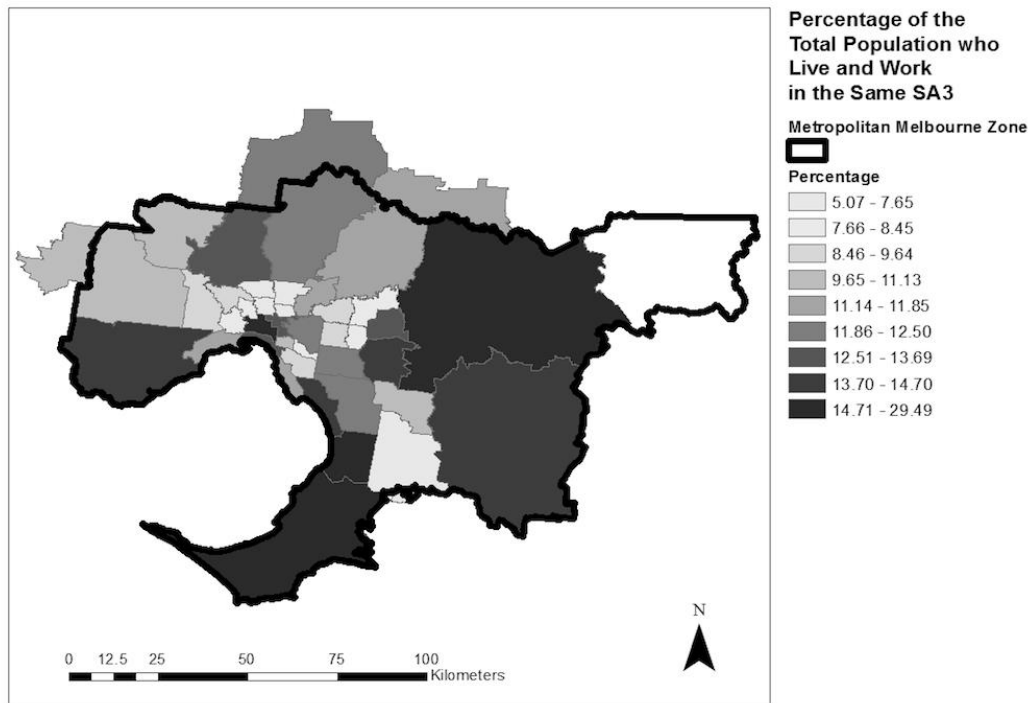 Percentage of the
Total Population who
Live and Work
in the Same SA3
Metropolitan Melbourne Zone
Percentage
5.07 - 7.65
7.66 - 8.45
8.46 - 9.64
9.65 - 11.13
11.14 - 11.85
11.86 - 12.50
12.51 - 13.69
13.70 - 14.70
14.71 - 29.49
N
0 12.5 25 50 75 100
Kilometers